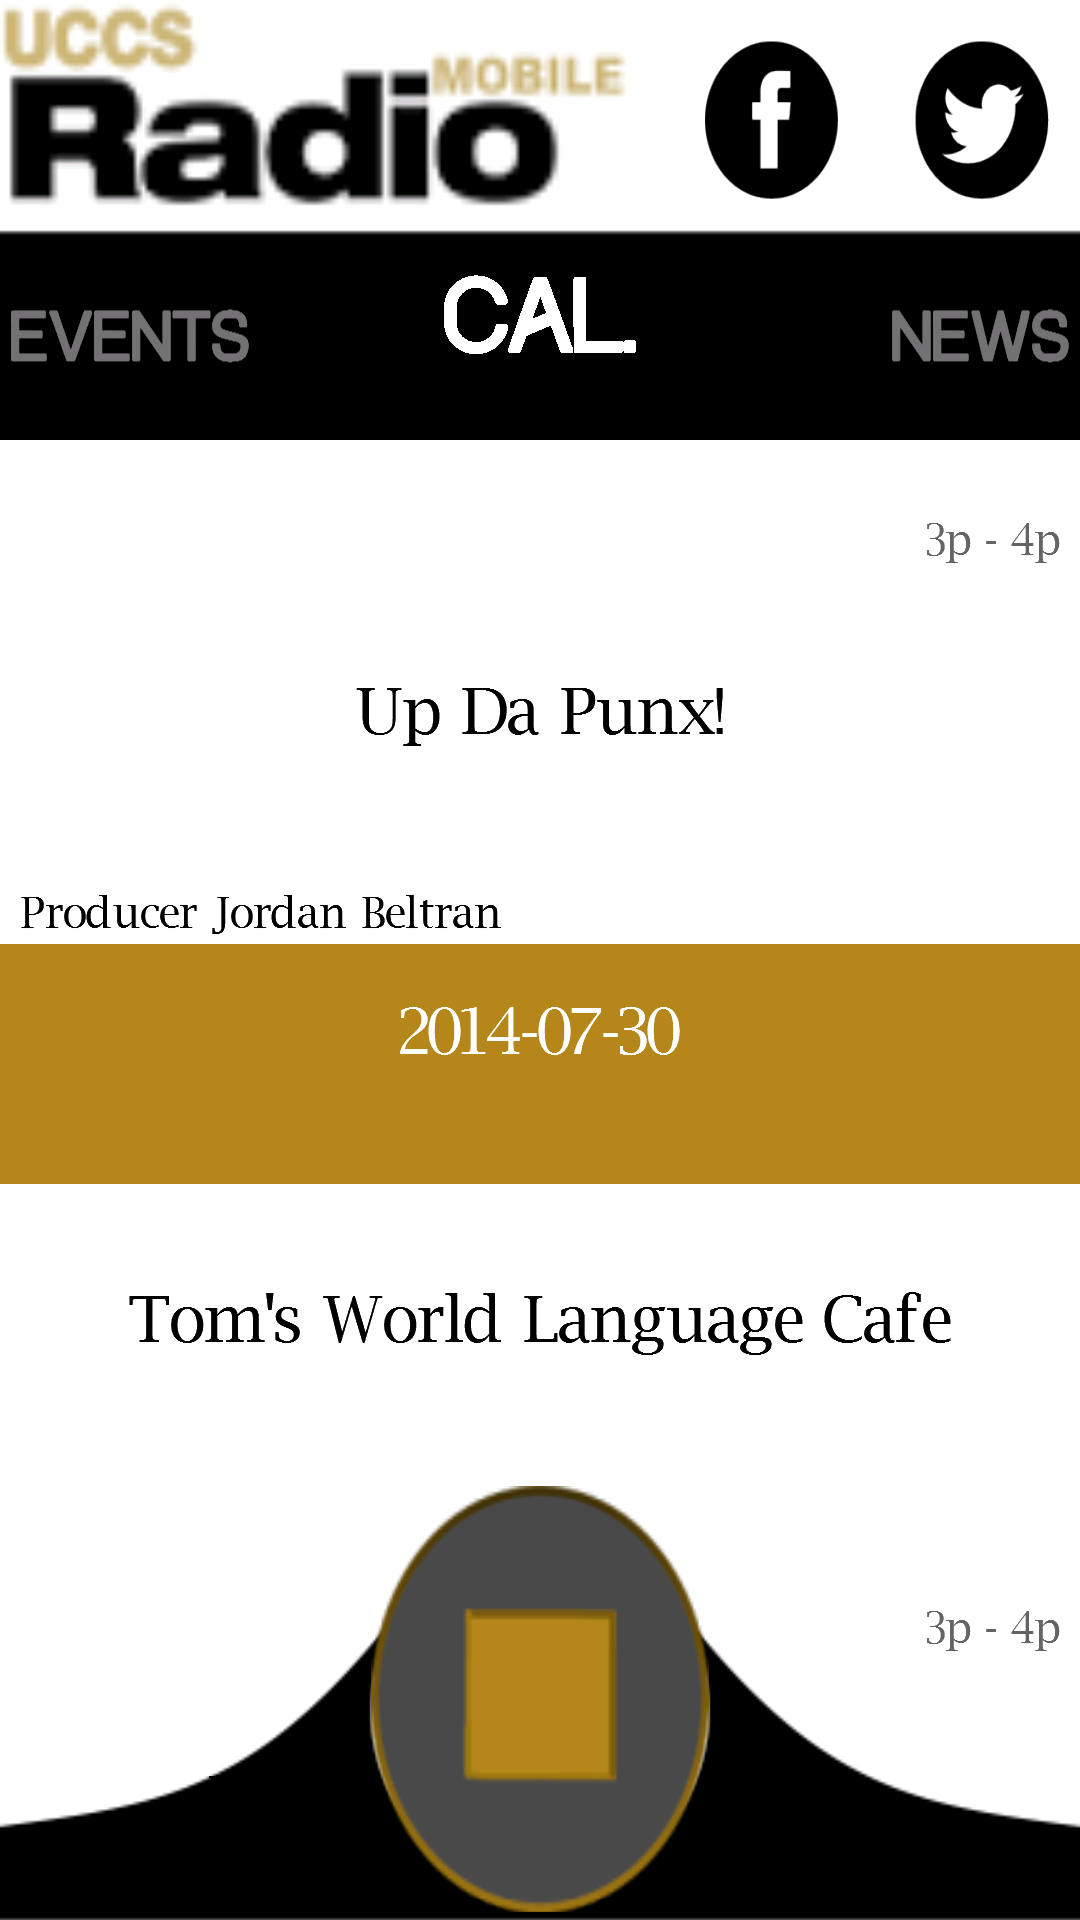 UCCS
Radio MOBILE
f
EVENTS CAL. NEWS
3p - 4p
Up Da Punx!
Producer Jordan Beltran
2014-07-30
Tom's World Language Cafe
3p - 4p